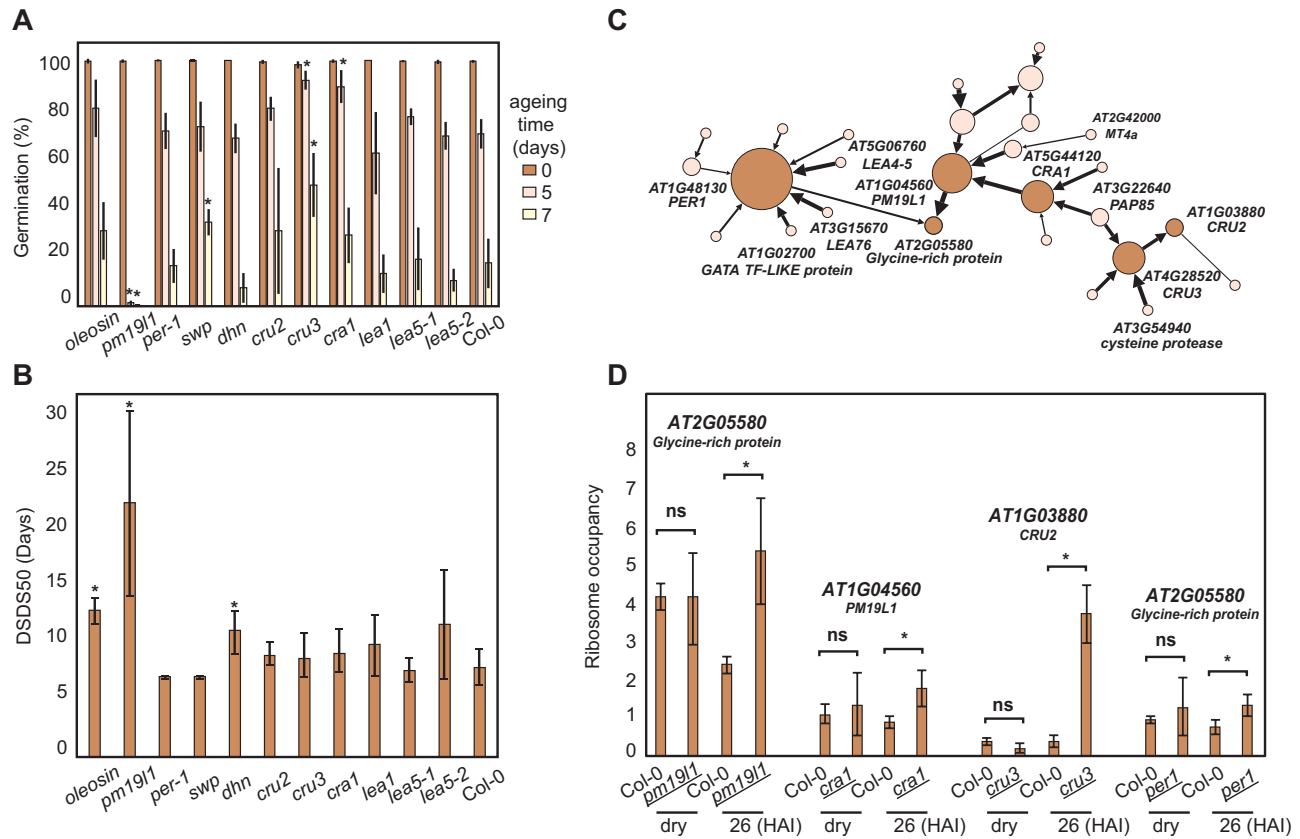 A
Germination (%)
100
80
60
40
20
0
* * * * * *
oleosin
pm19l1
per-1
swp
dhn
cru2
cru3
cra1
lea1
lea5-1
lea5-2
Col-0
ageing
time
(days)
0
5
7
B
DSDS50 (Days)
30
25
20
15
10
5
0
* * *
oleosin
pm19l1
per-1
swp
dhn
cru2
cru3
cra1
lea1
lea5-1
lea5-2
Col-0
C
AT2G42000
MT4a
AT5G06760
LEA4-5
AT5G44120
CRA1
AT1G48130
PER1
AT1G04560
PM19L1
AT3G22640
PAP85
AT1G03880
CRU2
AT3G15670
LEA76
AT2G05580
Glycine-rich protein
AT1G02700
GATA TF-LIKE protein
AT4G28520
CRU3
AT3G54940
cysteine protease
D
Ribosome occupancy
8
7
6
5
4
3
2
1
0
AT2G05580
Glycine-rich protein
ns
*
AT1G04560
PM19L1
ns
*
AT1G03880
CRU2
ns
*
AT2G05580
Glycine-rich protein
ns
*
Col-0
pm19l1
Col-0
pm19l1
Col-0
cra1
Col-0
cra1
Col-0
cru3
Col-0
cru3
Col-0
per1
Col-0
per1
dry
26 (HAI)
dry
26 (HAI)
dry
26 (HAI)
dry
26 (HAI)